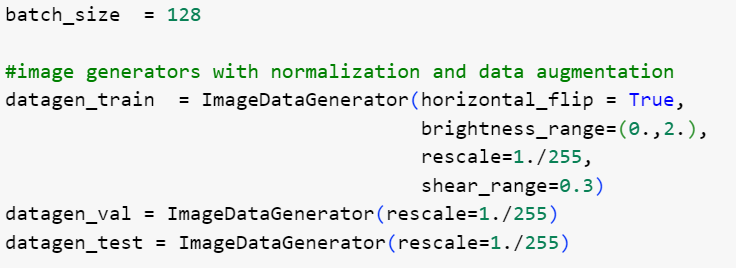 batch_size  = 128
#image generators with normalization and data augmentation
datagen_train  = ImageDataGenerator(horizontal_flip = True,
                                    brightness_range=(0.,2.),
                                    rescale=1./255,
                                    shear_range=0.3)
datagen_val = ImageDataGenerator(rescale=1./255)
datagen_test = ImageDataGenerator(rescale=1./255)